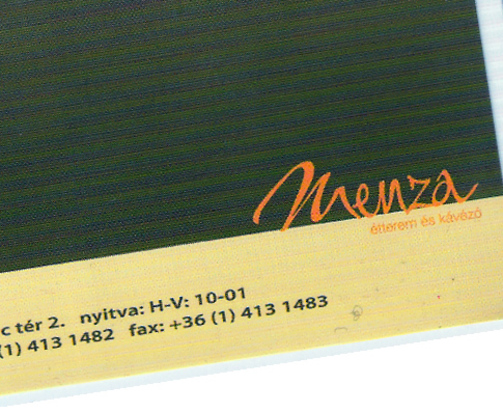 Menza
étterem és kávézó
c tér 2. nyitva: H-V: 10-01
(1) 413 1482 fax: +36 (1) 413 1483